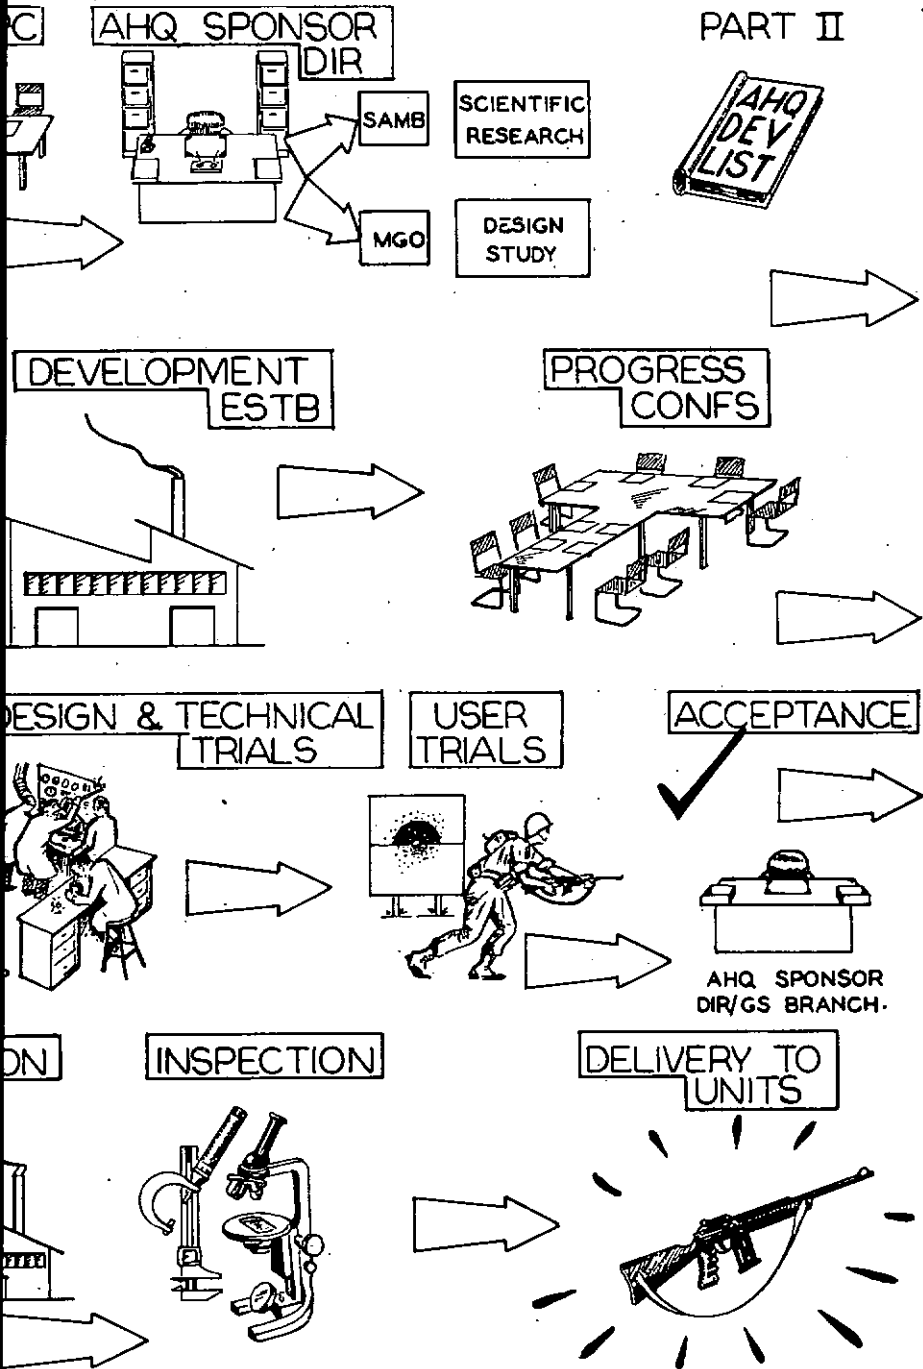 AHQ SPONSOR
DIR
PART II
SAMB
SCIENTIFIC
RESEARCH
AHQ
DEV
LIST
MGO
DESIGN
STUDY
DEVELOPMENT
ESTB
PROGRESS
CONFS
DESIGN & TECHNICAL
TRIALS
USER
TRIALS
ACCEPTANCE
AHQ SPONSOR
DIR/GS BRANCH.
ON
INSPECTION
DELIVERY TO
UNITS